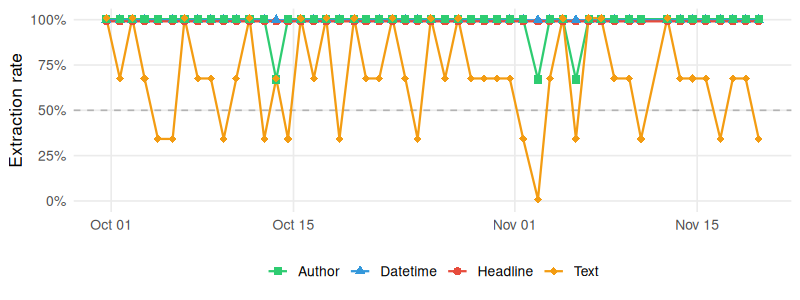 100%
75%
50%
25%
0%
Extraction rate
Oct 01
Oct 15
Nov 01
Nov 15
Author
Datetime
Headline
Text